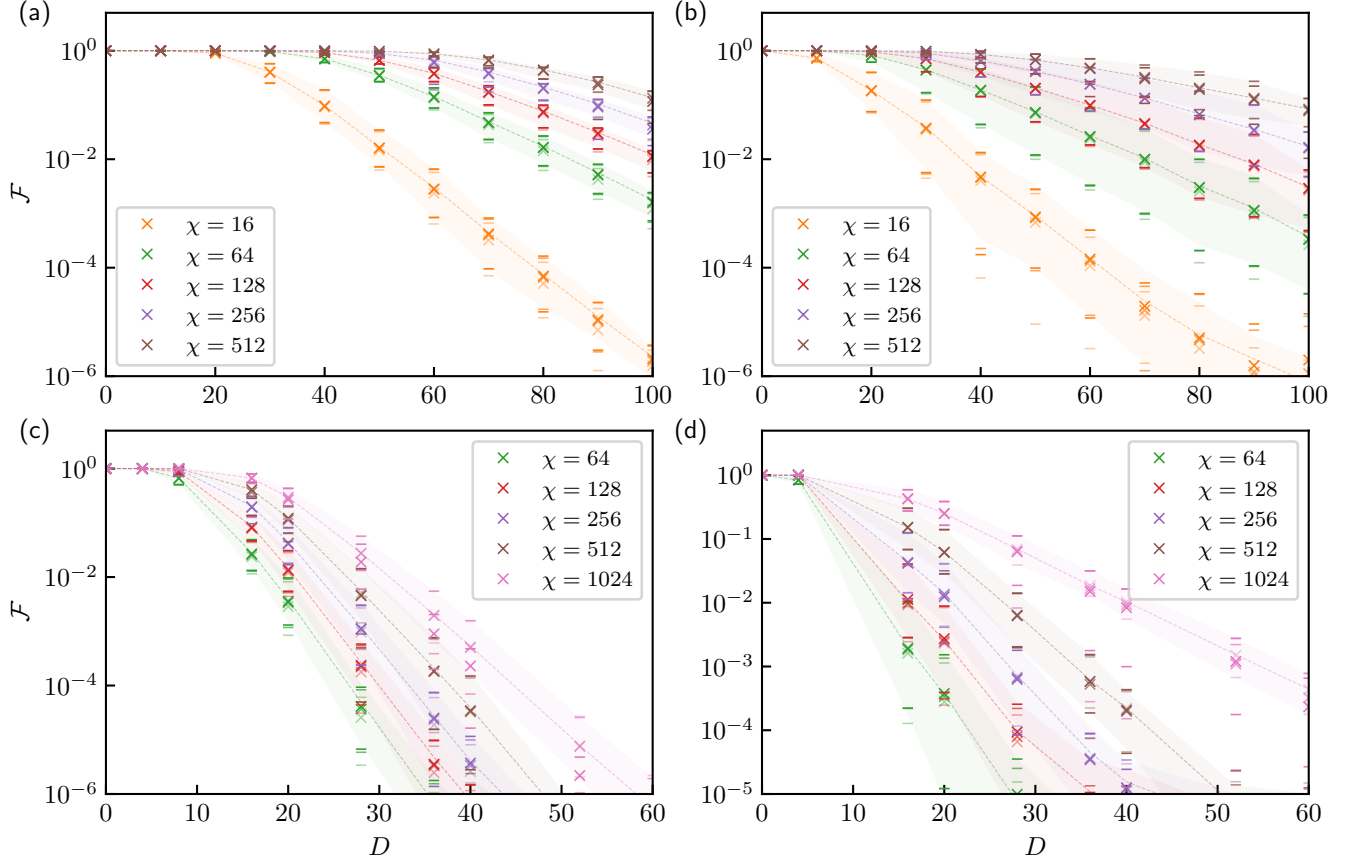 (a)
(b)
10^0
10^{-2}
10^{-4}
10^{-6}
ℱ
χ = 16
χ = 64
χ = 128
χ = 256
χ = 512
0 20 40 60 80 100
10^0
10^{-2}
10^{-4}
10^{-6}
χ = 16
χ = 64
χ = 128
χ = 256
χ = 512
0 20 40 60 80 100
(c)
(d)
10^0
10^{-2}
10^{-4}
10^{-6}
ℱ
χ = 64
χ = 128
χ = 256
χ = 512
χ = 1024
0 10 20 30 40 50 60
D
10^0
10^{-1}
10^{-2}
10^{-3}
10^{-4}
10^{-5}
χ = 64
χ = 128
χ = 256
χ = 512
χ = 1024
0 10 20 30 40 50 60
D